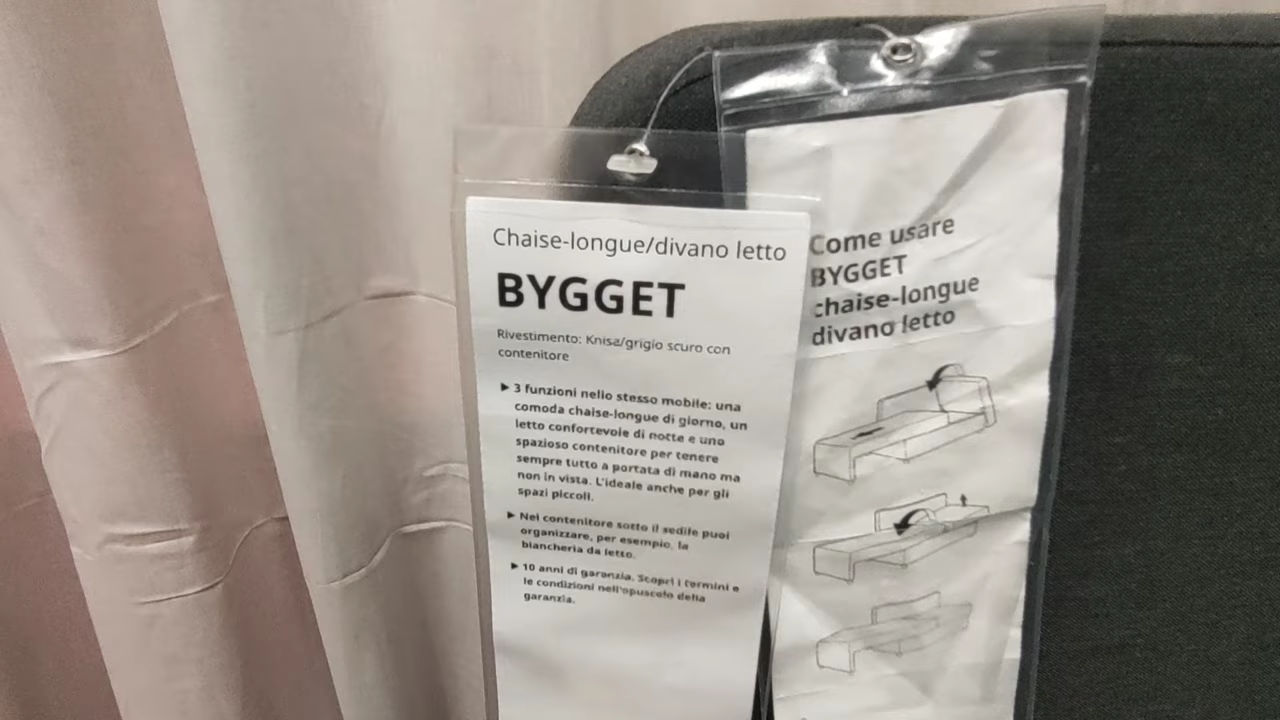 Chaise-longue/divano letto
BYGGET
Rivestimento: Knisa/grigio scuro con
contenitore
▶ 3 funzioni nello stesso mobile: una
comoda chaise-longue di giorno, un
letto confortevole di notte e uno
spazioso contenitore per tenere
sempre tutto a portata di mano ma
non in vista. L'ideale anche per gli
spazi piccoli.
▶ Nel contenitore sotto il sedile puoi
organizzare, per esempio, la
biancheria da letto.
▶ 10 anni di garanzia. Scopri i termini e
le condizioni nell'opuscolo della
garanzia.
Come usare
BYGGET
chaise-longue
divano letto